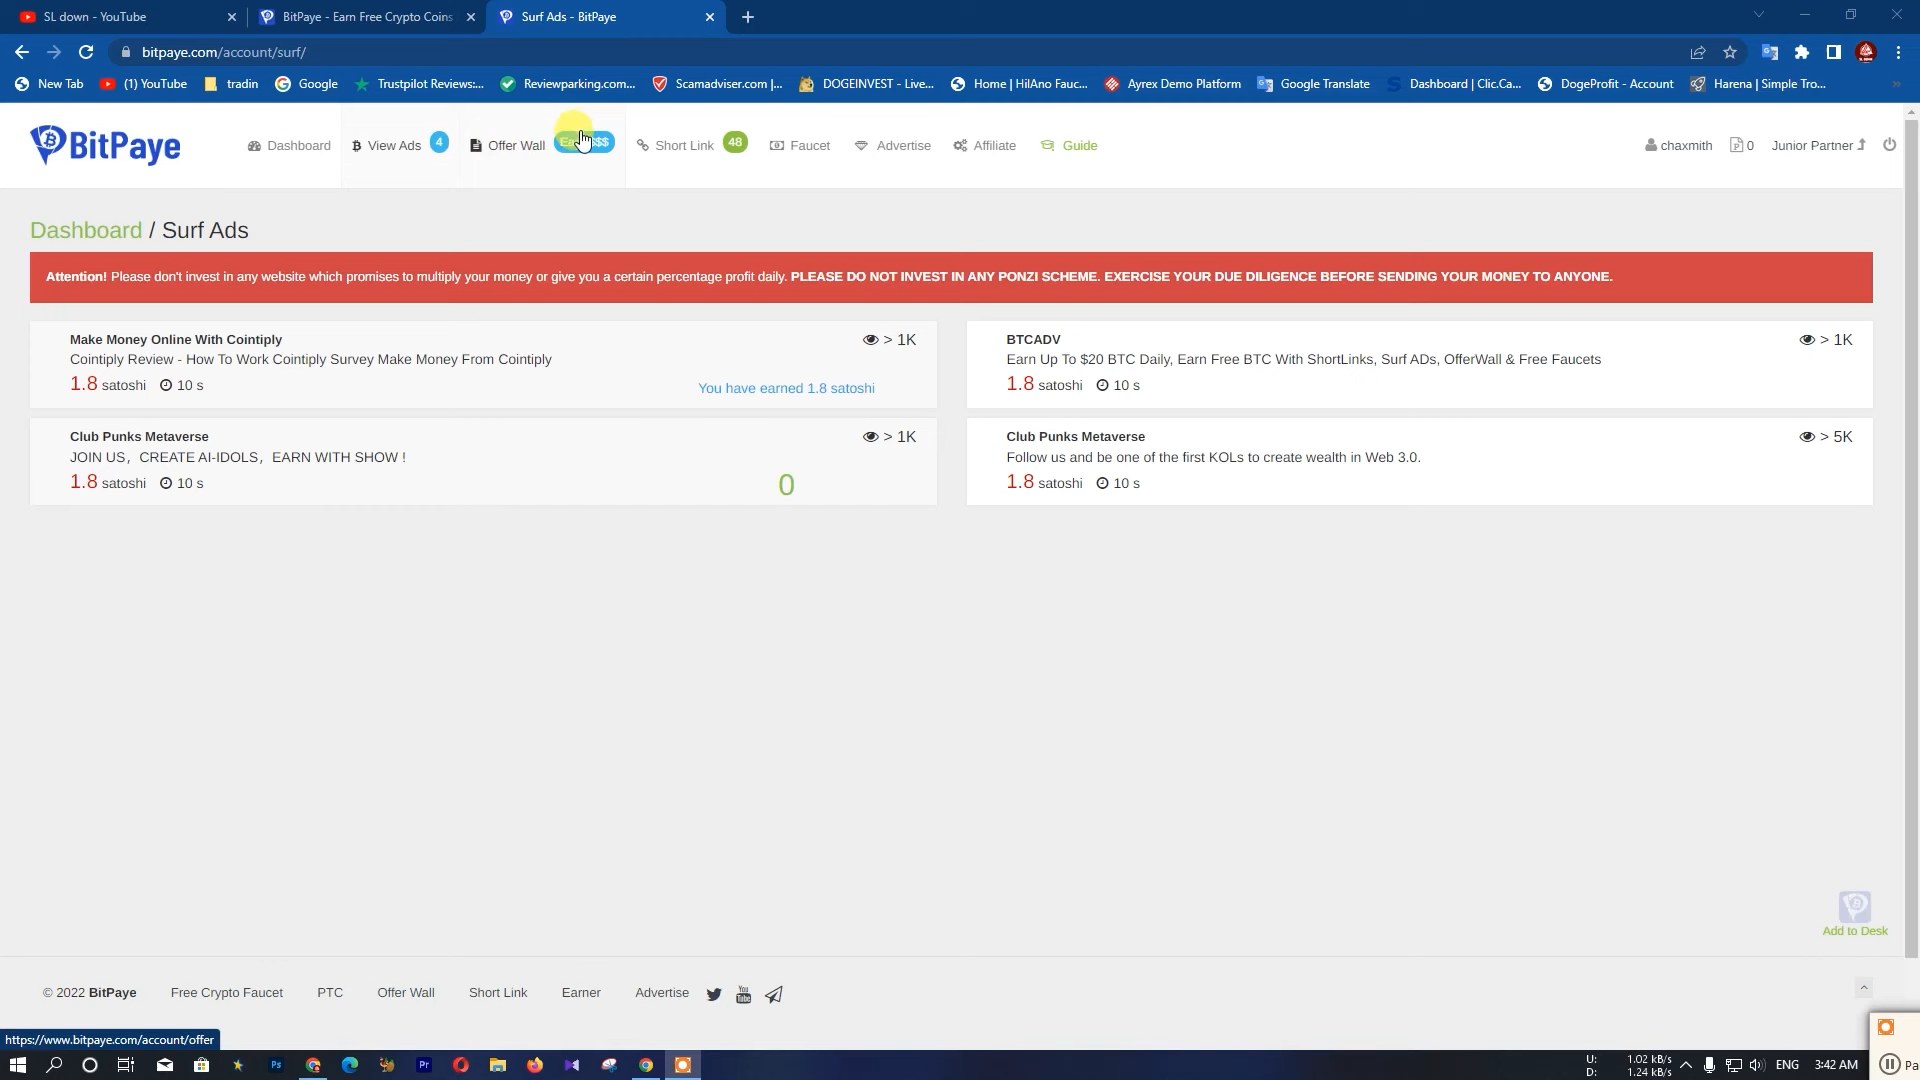 SL down - YouTube
BitPaye - Earn Free Crypto Coins
Surf Ads - BitPaye
bitpaye.com/account/surf/
New Tab
(1) YouTube
tradin
Google
Trustpilot Reviews:...
Reviewparking.com...
Scamadviser.com |...
DOGEINVEST - Live...
Home | HilAno Fauc...
Ayrex Demo Platform
Google Translate
Dashboard | Clic.Ca...
DogeProfit - Account
Harena | Simple Tro...
BitPaye
Dashboard
View Ads 4
Offer Wall
Short Link 48
Faucet
Advertise
Affiliate
Guide
chaxmith
0
Junior Partner
Dashboard / Surf Ads
Attention! Please don't invest in any website which promises to multiply your money or give you a certain percentage profit daily. PLEASE DO NOT INVEST IN ANY PONZI SCHEME. EXERCISE YOUR DUE DILIGENCE BEFORE SENDING YOUR MONEY TO ANYONE.
Make Money Online With Cointiply
> 1K
Cointiply Review - How To Work Cointiply Survey Make Money From Cointiply
1.8 satoshi 10 s
You have earned 1.8 satoshi
BTCADV
> 1K
Earn Up To $20 BTC Daily, Earn Free BTC With ShortLinks, Surf ADs, OfferWall & Free Faucets
1.8 satoshi 10 s
Club Punks Metaverse
> 1K
JOIN US, CREATE AI-IDOLS, EARN WITH SHOW !
1.8 satoshi 10 s
0
Club Punks Metaverse
> 5K
Follow us and be one of the first KOLs to create wealth in Web 3.0.
1.8 satoshi 10 s
Add to Desk
© 2022 BitPaye
Free Crypto Faucet
PTC
Offer Wall
Short Link
Earner
Advertise
https://www.bitpaye.com/account/offer
U: 1.02 kB/s
D: 1.24 kB/s
ENG
3:42 AM
Pa